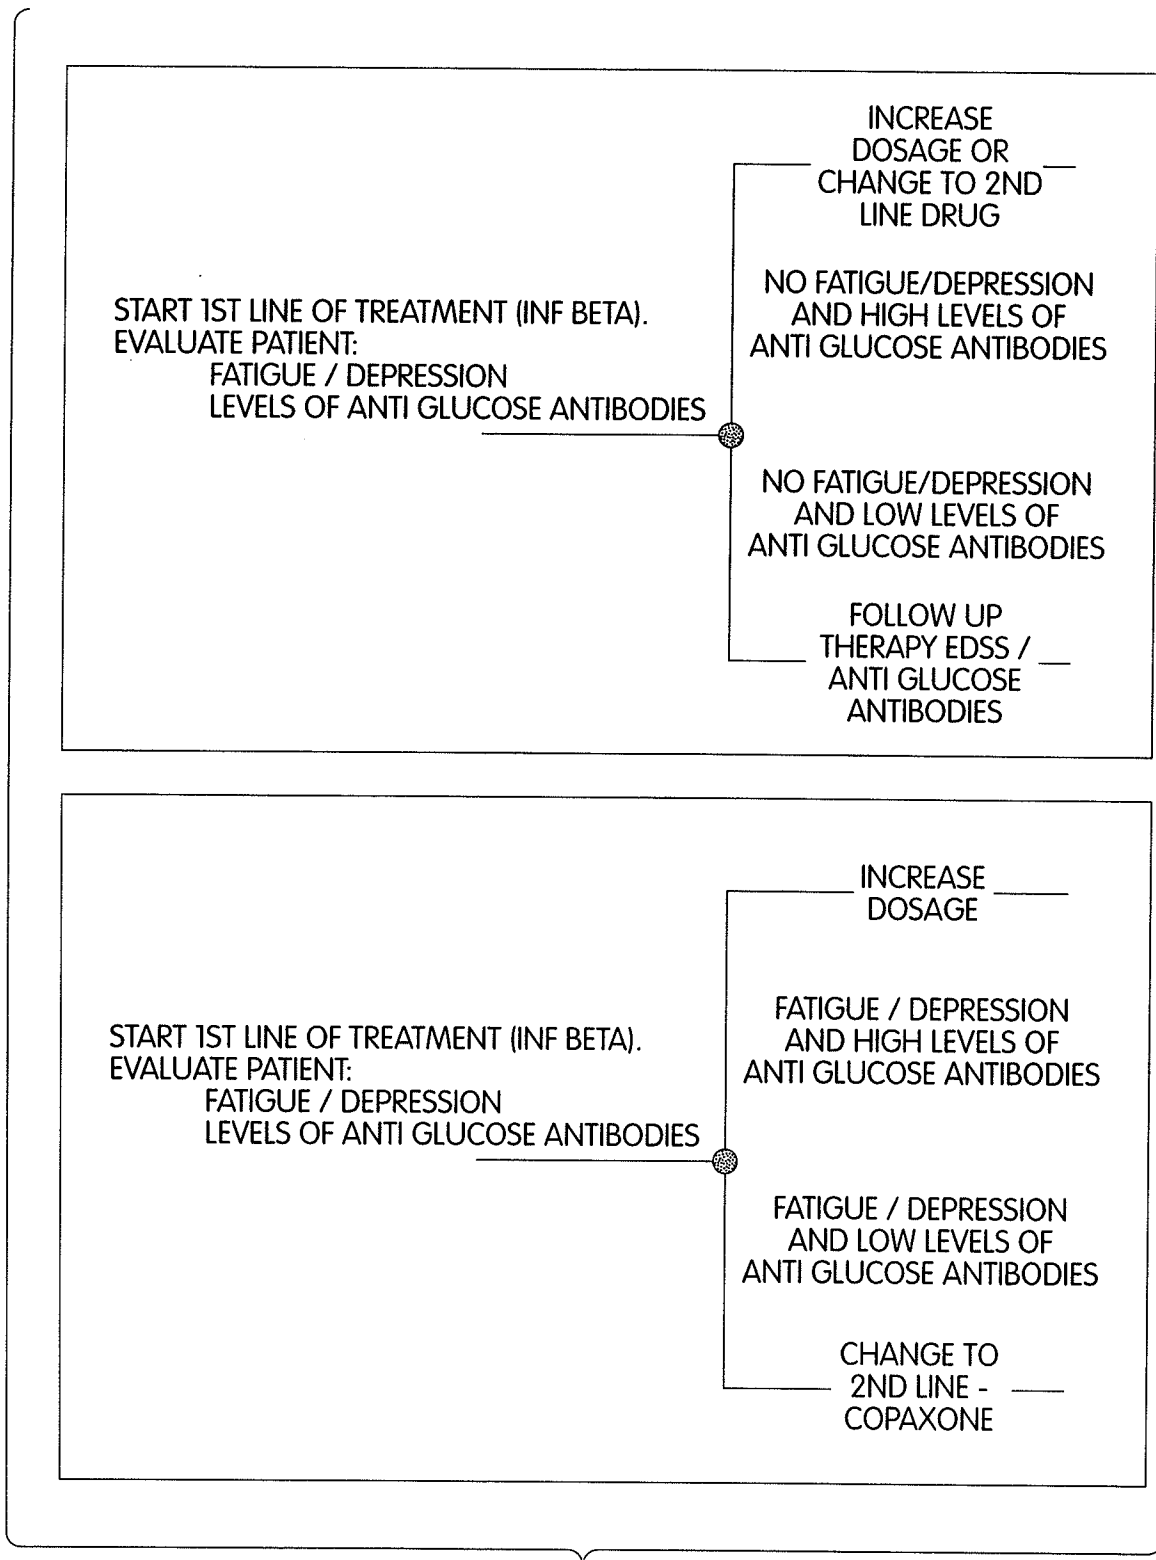 INCREASE
DOSAGE OR
CHANGE TO 2ND
LINE DRUG
START 1ST LINE OF TREATMENT (INF BETA).
EVALUATE PATIENT:
FATIGUE / DEPRESSION
LEVELS OF ANTI GLUCOSE ANTIBODIES
NO FATIGUE/DEPRESSION
AND HIGH LEVELS OF
ANTI GLUCOSE ANTIBODIES
NO FATIGUE/DEPRESSION
AND LOW LEVELS OF
ANTI GLUCOSE ANTIBODIES
FOLLOW UP
THERAPY EDSS /
ANTI GLUCOSE
ANTIBODIES
INCREASE
DOSAGE
START 1ST LINE OF TREATMENT (INF BETA).
EVALUATE PATIENT:
FATIGUE / DEPRESSION
LEVELS OF ANTI GLUCOSE ANTIBODIES
FATIGUE / DEPRESSION
AND HIGH LEVELS OF
ANTI GLUCOSE ANTIBODIES
FATIGUE / DEPRESSION
AND LOW LEVELS OF
ANTI GLUCOSE ANTIBODIES
CHANGE TO
2ND LINE -
COPAXONE